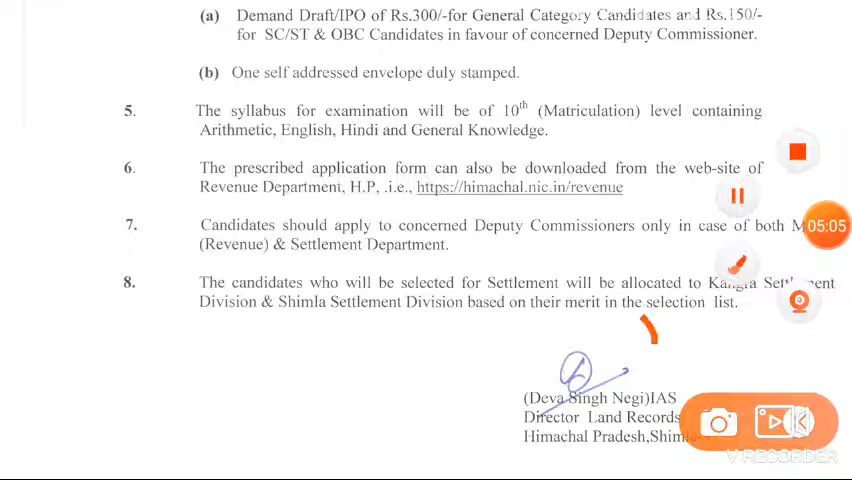 (a) Demand Draft/IPO of Rs.300/-for General Category Candidates and Rs.150/-
for SC/ST & OBC Candidates in favour of concerned Deputy Commissioner.
(b) One self addressed envelope duly stamped.
5. The syllabus for examination will be of 10th (Matriculation) level containing
Arithmetic, English, Hindi and General Knowledge.
6. The prescribed application form can also be downloaded from the web-site of
Revenue Department, H.P, .i.e., https://himachal.nic.in/revenue
7. Candidates should apply to concerned Deputy Commissioners only in case of both
(Revenue) & Settlement Department.
05:05
8. The candidates who will be selected for Settlement will be allocated to Kangra Settlement
Division & Shimla Settlement Division based on their merit in the selection list.
(Deva Singh Negi)IAS
Director Land Records
Himachal Pradesh,Shimla
V RECORDER